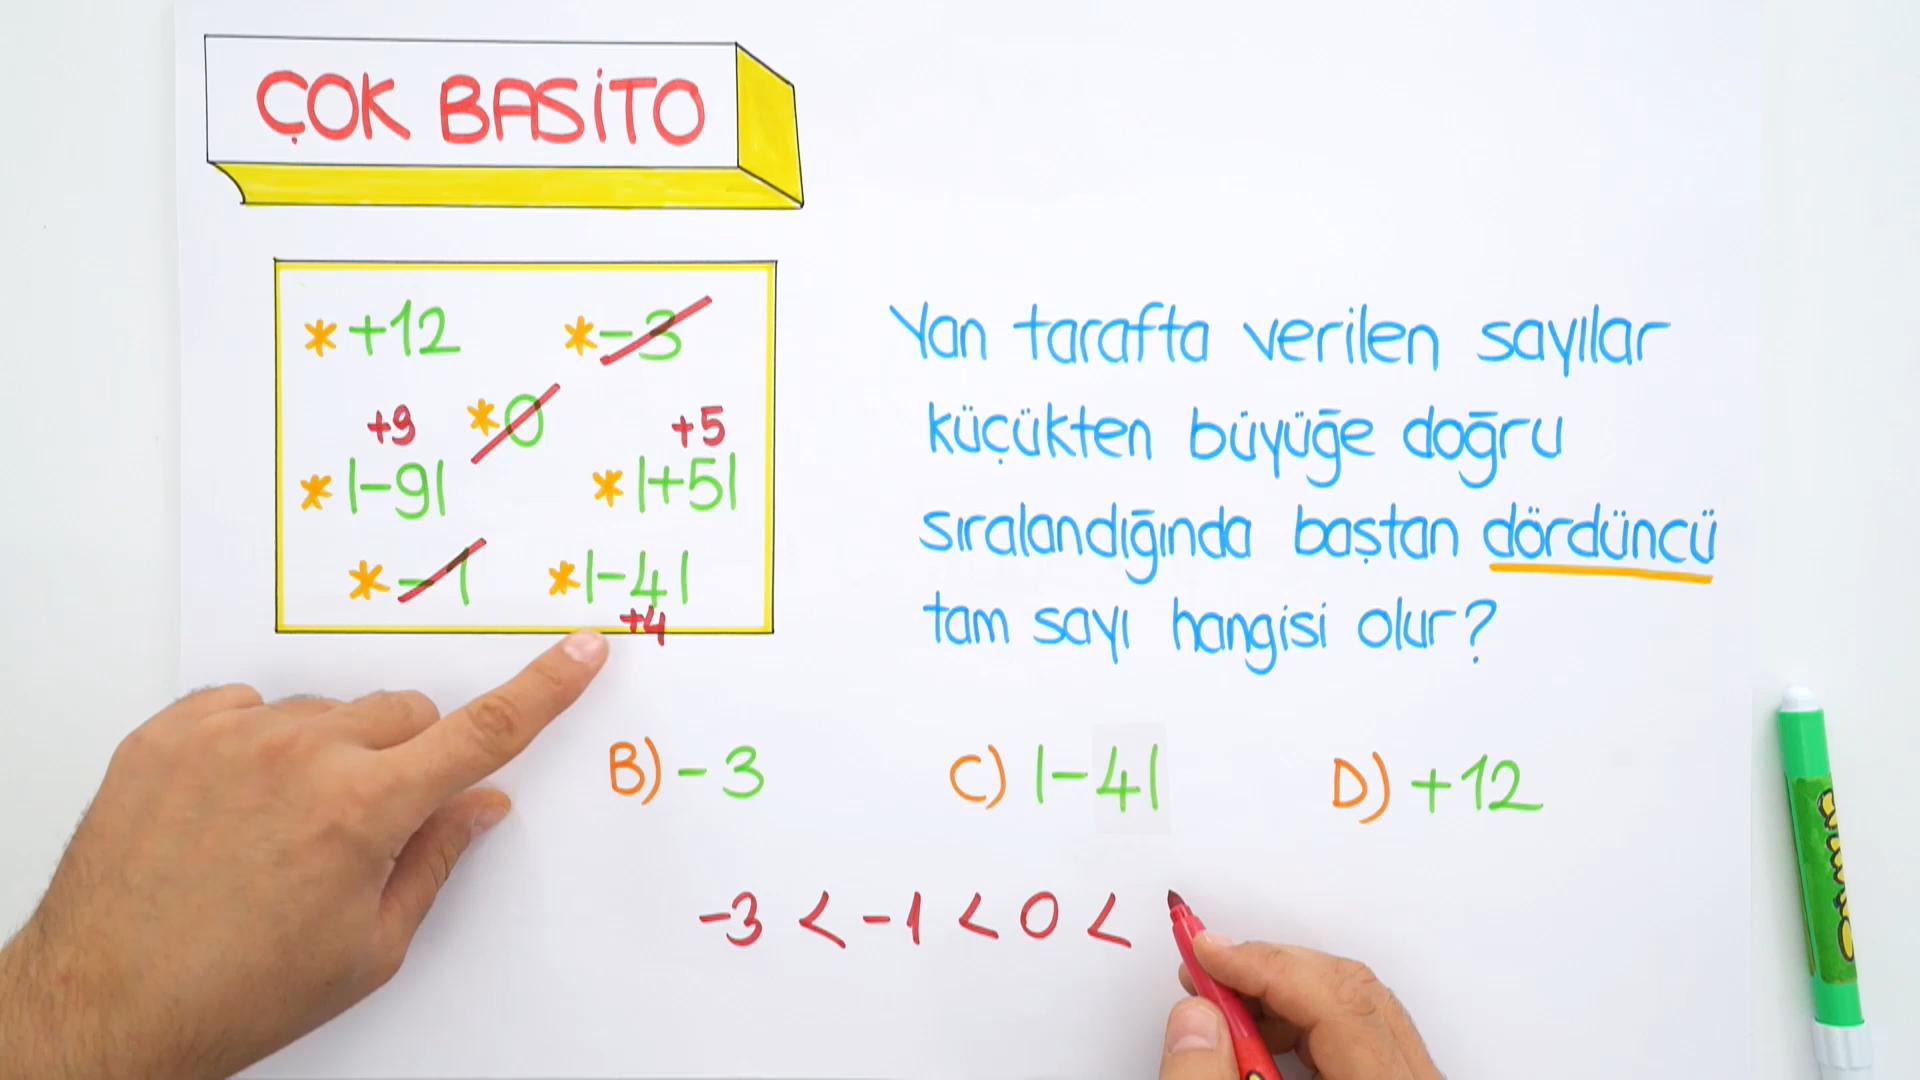 ÇOK BASİTO
* +12 * -3
+9 * 0 +5
* |-9| * |+5|
* -1 * |-4|
+4
Yan tarafta verilen sayılar
küçükten büyüğe doğru
sıralandığında baştan dördüncü
tam sayı hangisi olur?
B) -3 C) |-4| D) +12
-3 < -1 < 0 <